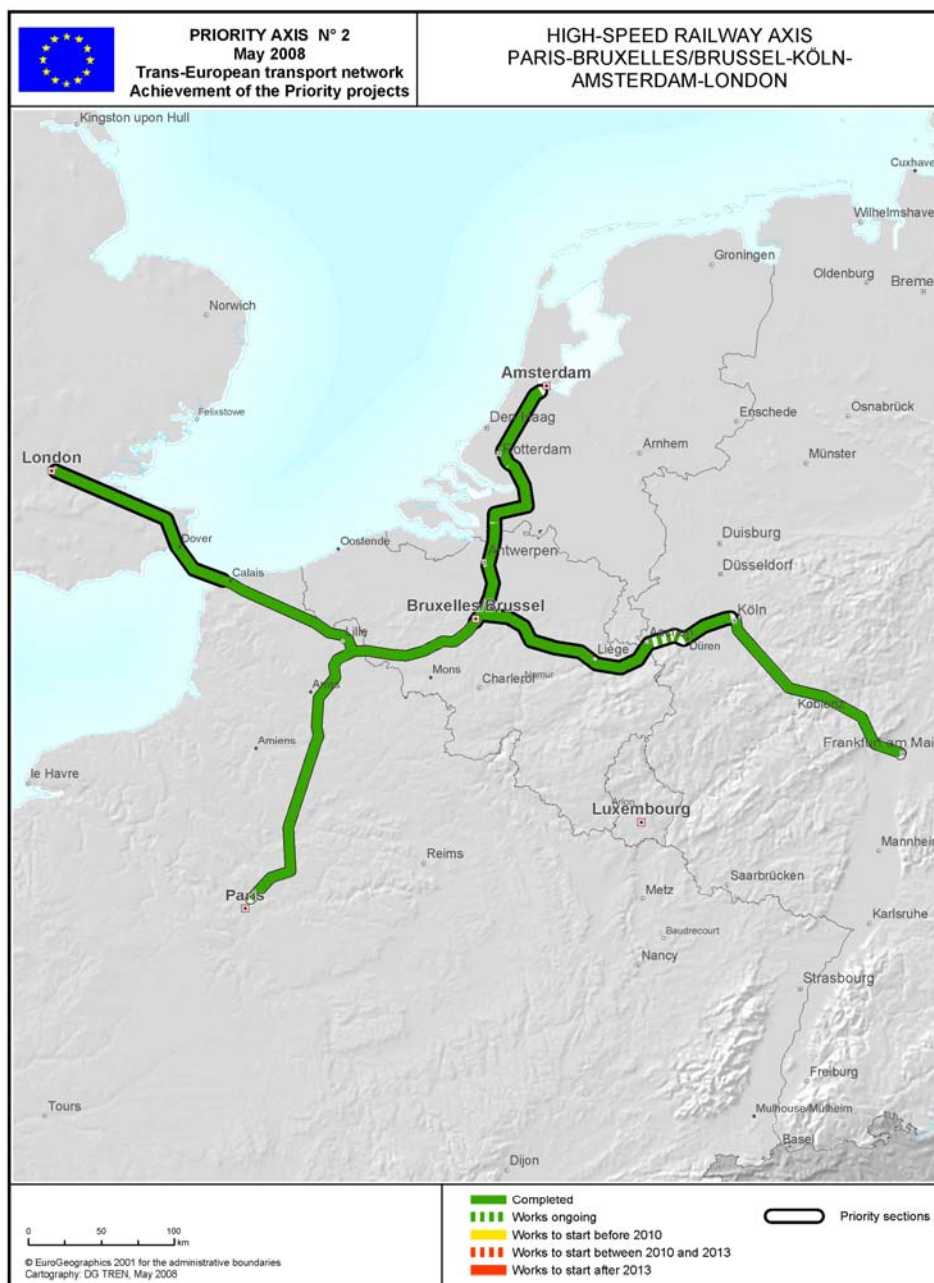 PRIORITY AXIS N° 2
May 2008
Trans-European transport network
Achievement of the Priority projects
HIGH-SPEED RAILWAY AXIS
PARIS-BRUXELLES/BRUSSEL-KÖLN-
AMSTERDAM-LONDON
Kingston upon Hull
Cuxhave
Wilhelmshave
Groningen
Oldenburg
Breme
Norwich
Amsterdam
Felixstowe
Den Haag
Enschede
Osnabrück
London
Rotterdam
Arnhem
Münster
Dover
Oostende
Duisburg
Antwerpen
Düsseldorf
Calais
Bruxelles/Brussel
Köln
Lille
Liège
Düren
Mons
Namur
Charleroi
Arras
Koblenz
Amiens
Frankfurt am Mai
le Havre
Arlon
Luxembourg
Mannheim
Reims
Saarbrücken
Paris
Metz
Karlsruhe
Baudrecourt
Nancy
Strasbourg
Freiburg
Tours
Mulhouse/Mülheim
Basel
Dijon
Completed
Works ongoing
Works to start before 2010
Works to start between 2010 and 2013
Works to start after 2013
Priority sections
0 50 100
km
© EuroGeographics 2001 for the administrative boundaries
Cartography: DG TREN, May 2008